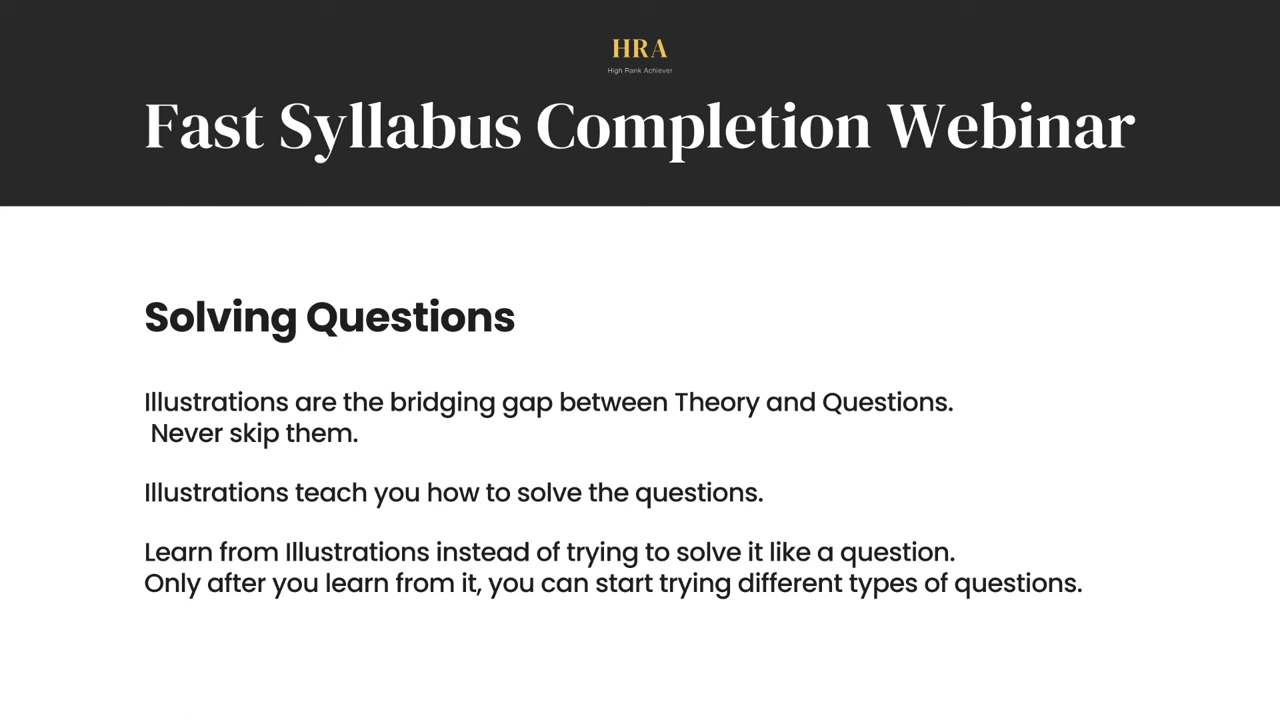 HRA
High Rank Achiever
Fast Syllabus Completion Webinar
Solving Questions
Illustrations are the bridging gap between Theory and Questions.
Never skip them.
Illustrations teach you how to solve the questions.
Learn from Illustrations instead of trying to solve it like a question.
Only after you learn from it, you can start trying different types of questions.